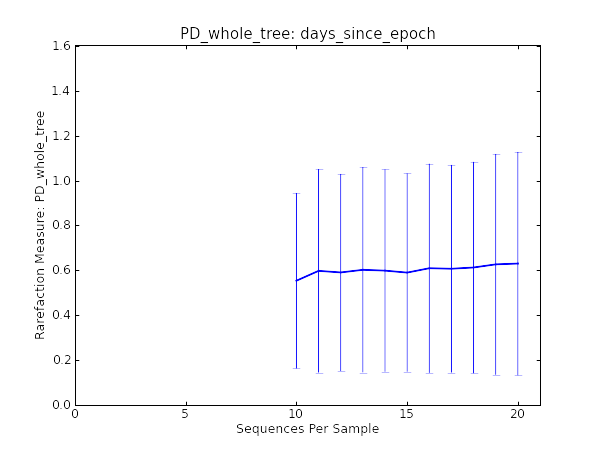 PD_whole_tree: days_since_epoch
1.6
1.4
1.2
1.0
0.8
0.6
0.4
0.2
0.0
Rarefaction Measure: PD_whole_tree
0 5 10 15 20
Sequences Per Sample